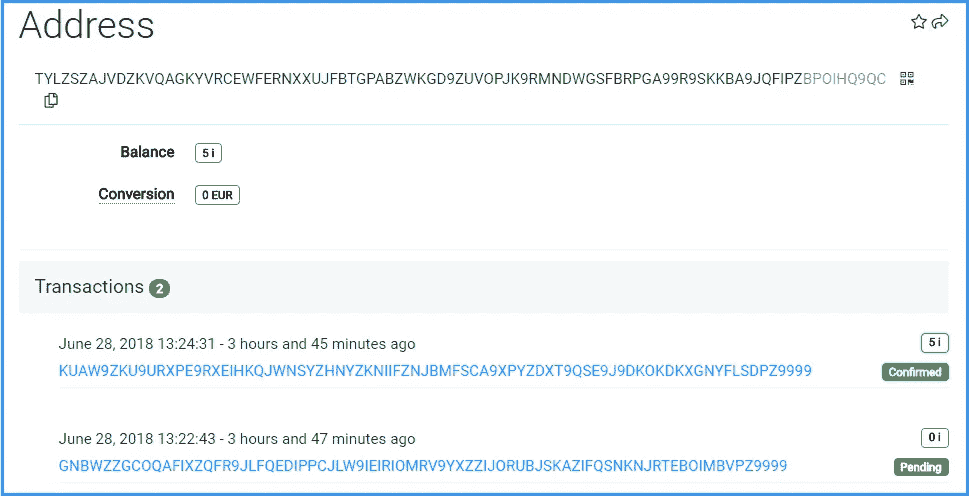 Address
TYLZSZAJVDZKVQAGKYVRCEWFERNXXUJFBTGPABZWKGD9ZUVOPJK9RMNDWGSFBRPGA99R9SKKBA9JQFIPZBPOIHQ9QC
Balance 5 i
Conversion 0 EUR
Transactions 2
June 28, 2018 13:24:31 - 3 hours and 45 minutes ago 5 i
KUAW9ZKU9URXPE9RXEIHKQJWNSYZHNYZKNIIFZNJBMFSCA9XPYZDXT9QSE9J9DKOKDKXGNYFLSDPZ9999 Confirmed
June 28, 2018 13:22:43 - 3 hours and 47 minutes ago 0 i
GNBWZZGCOQAFIXZQFR9JLFQEDIPPCJLW9IEIRIOMRV9YXZZIJORUBJSKAZIFQSNKNJRTEBOIMBVPZ9999 Pending